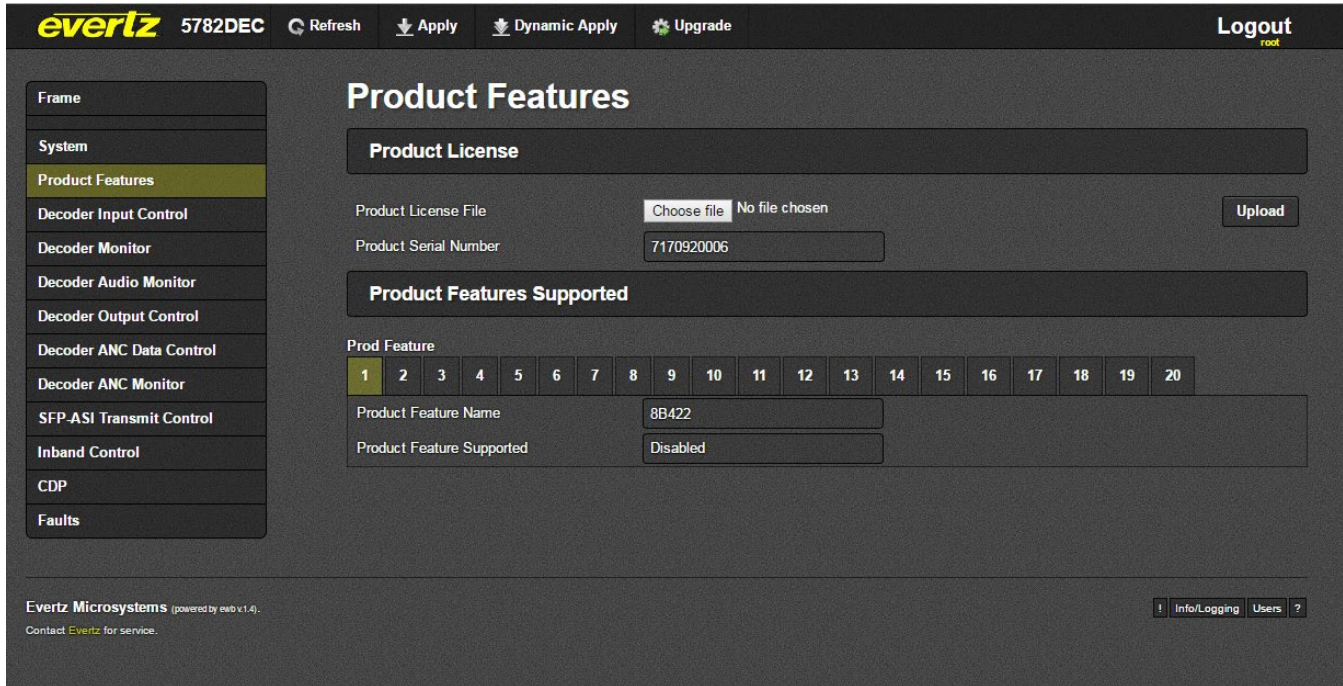 evertz 5782DEC Refresh Apply Dynamic Apply Upgrade Logout
root
Frame
System
Product Features
Decoder Input Control
Decoder Monitor
Decoder Audio Monitor
Decoder Output Control
Decoder ANC Data Control
Decoder ANC Monitor
SFP-ASI Transmit Control
Inband Control
CDP
Faults
Product Features
Product License
Product License File Choose file No file chosen Upload
Product Serial Number 7170920006
Product Features Supported
Prod Feature
1 2 3 4 5 6 7 8 9 10 11 12 13 14 15 16 17 18 19 20
Product Feature Name 8B422
Product Feature Supported Disabled
Evertz Microsystems (powered by ewb v.1.4).
Contact Evertz for service.
! Info/Logging Users ?